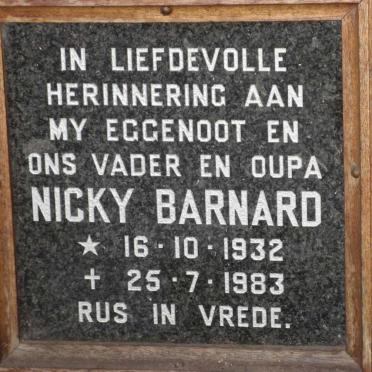 IN LIEFDEVOLLE
HERINNERING AAN
MY EGGENOOT EN
ONS VADER EN OUPA
NICKY BARNARD
★ 16·10·1932
+ 25·7·1983
RUS IN VREDE.